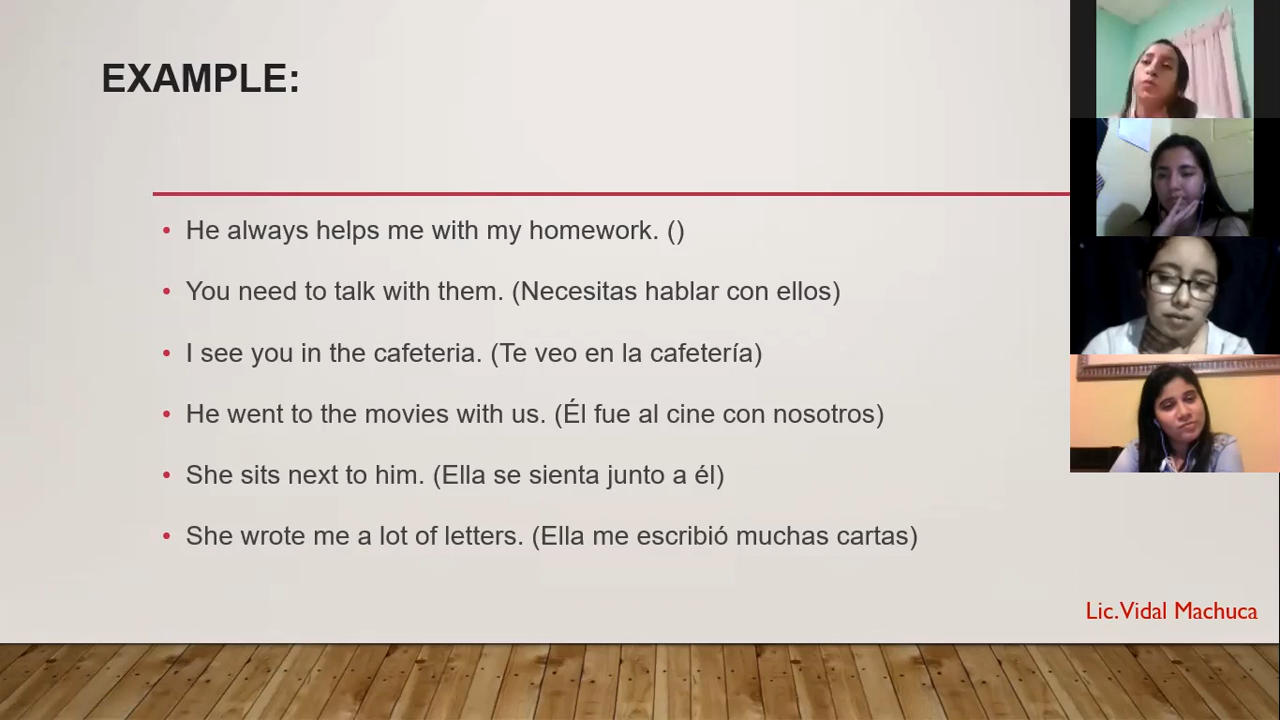 EXAMPLE:
He always helps me with my homework. ()
You need to talk with them. (Necesitas hablar con ellos)
I see you in the cafeteria. (Te veo en la cafetería)
He went to the movies with us. (Él fue al cine con nosotros)
She sits next to him. (Ella se sienta junto a él)
She wrote me a lot of letters. (Ella me escribió muchas cartas)
Lic. Vidal Machuca